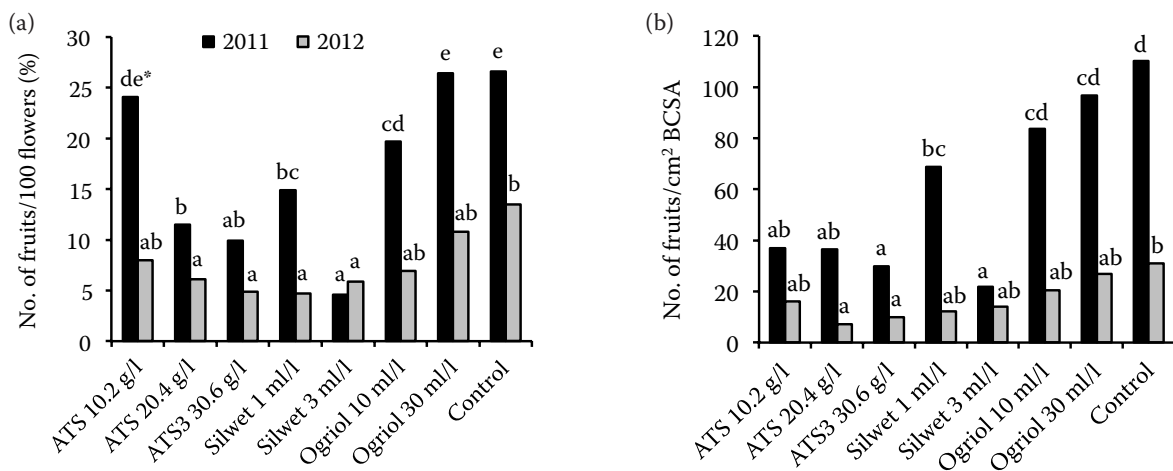 (a)
No. of fruits/100 flowers (%)
30
25
20
15
10
5
0
2011
2012
de*
ab
b
a
ab
a
bc
a
a
a
cd
ab
e
ab
e
b
ATS 10.2 g/l
ATS 20.4 g/l
ATS3 30.6 g/l
Silwet 1 ml/l
Silwet 3 ml/l
Ogriol 10 ml/l
Ogriol 30 ml/l
Control
(b)
No. of fruits/cm² BCSA
120
100
80
60
40
20
0
ab
ab
ab
a
a
a
bc
ab
a
ab
cd
ab
cd
ab
d
b
ATS 10.2 g/l
ATS 20.4 g/l
ATS3 30.6 g/l
Silwet 1 ml/l
Silwet 3 ml/l
Ogriol 10 ml/l
Ogriol 30 ml/l
Control